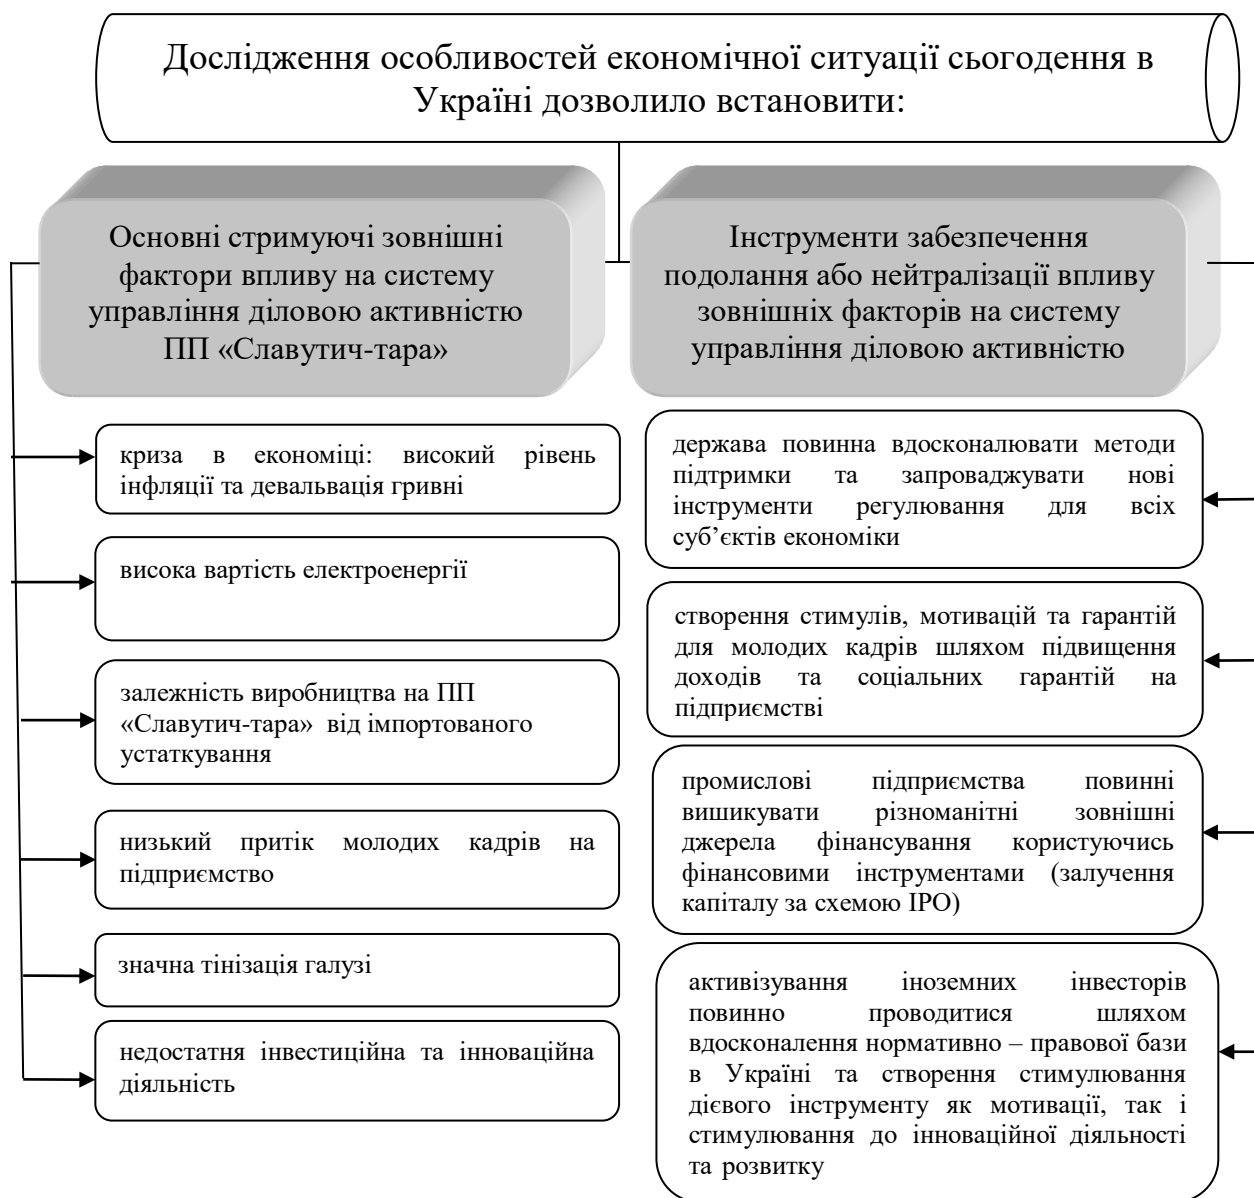 Дослідження особливостей економічної ситуації сьогодення в
Україні дозволило встановити:
Основні стримуючі зовнішні
фактори впливу на систему
управління діловою активністю
ПП «Славутич-тара»
криза в економіці: високий рівень
інфляції та девальвація гривні
висока вартість електроенергії
залежність виробництва на ПП
«Славутич-тара» від імпортованого
устаткування
низький притік молодих кадрів на
підприємство
значна тінізація галузі
недостатня інвестиційна та інноваційна
діяльність
Інструменти забезпечення
подолання або нейтралізації впливу
зовнішніх факторів на систему
управління діловою активністю
держава повинна вдосконалювати методи
підтримки та запроваджувати нові
інструменти регулювання для всіх
суб’єктів економіки
створення стимулів, мотивацій та гарантій
для молодих кадрів шляхом підвищення
доходів та соціальних гарантій на
підприємстві
промислові підприємства повинні
вишикувати різноманітні зовнішні
джерела фінансування користуючись
фінансовими інструментами (залучення
капіталу за схемою IPO)
активізування іноземних інвесторів
повинно проводитися шляхом
вдосконалення нормативно – правової бази
в Україні та створення стимулювання
дієвого інструменту як мотивації, так і
стимулювання до інноваційної діяльності
та розвитку